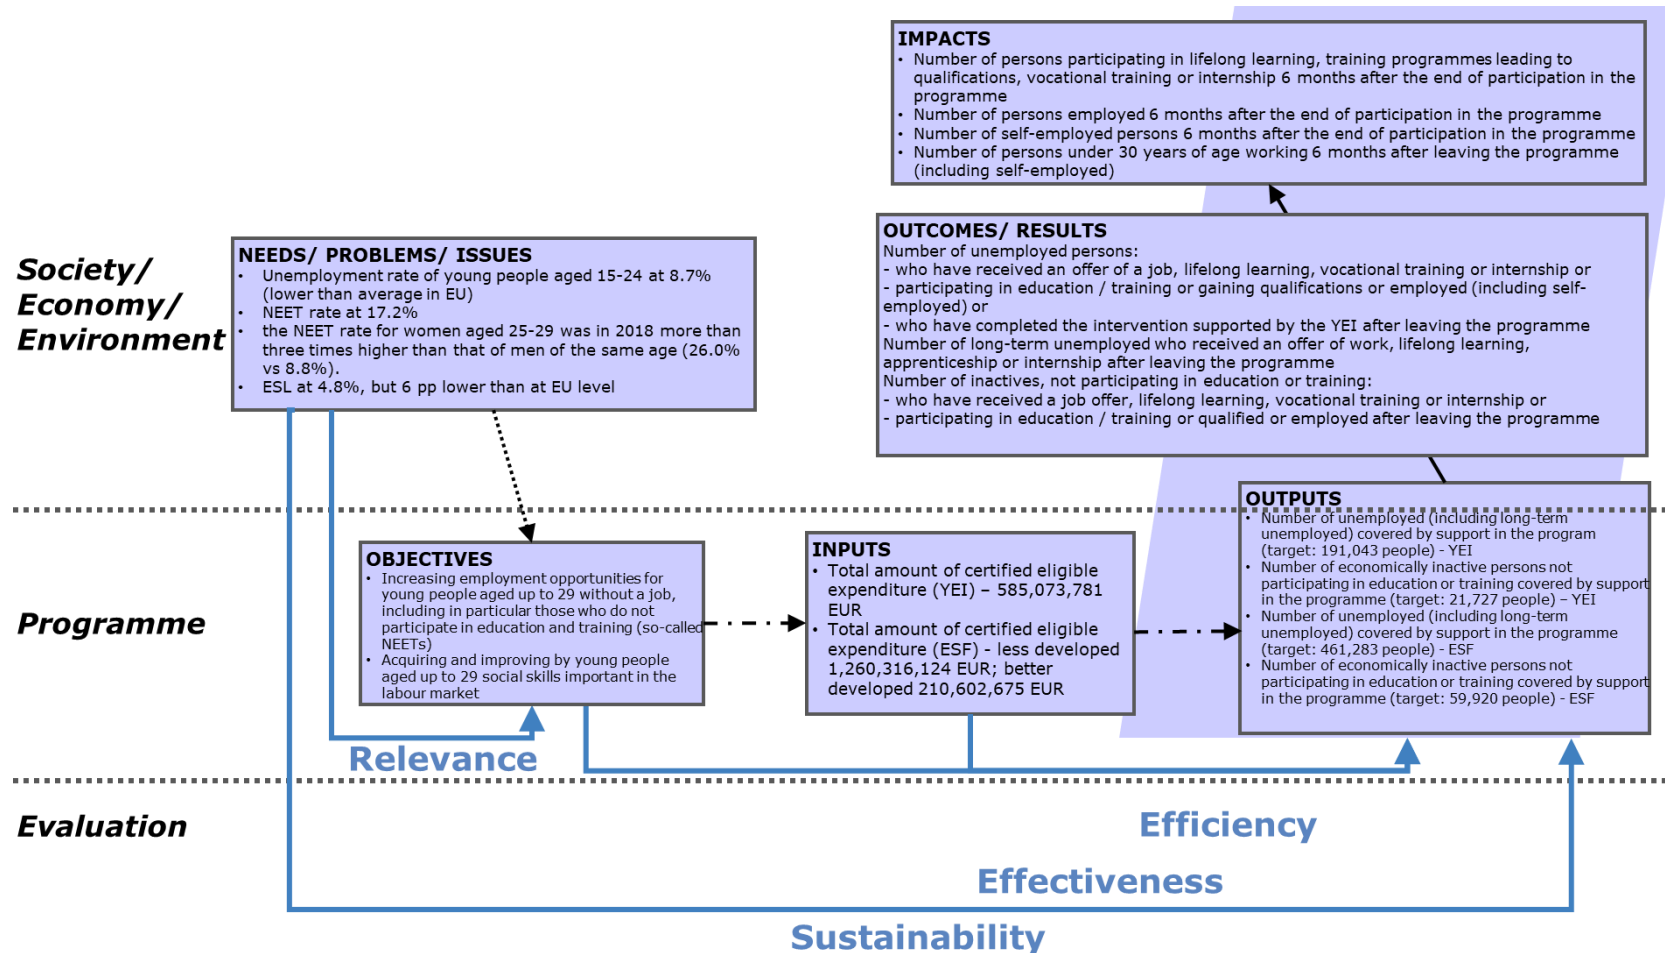 IMPACTS
• Number of persons participating in lifelong learning, training programmes leading to
qualifications, vocational training or internship 6 months after the end of participation in the
programme
• Number of persons employed 6 months after the end of participation in the programme
• Number of self-employed persons 6 months after the end of participation in the programme
• Number of persons under 30 years of age working 6 months after leaving the programme
(including self-employed)
OUTCOMES/ RESULTS
Number of unemployed persons:
- who have received an offer of a job, lifelong learning, vocational training or internship or
- participating in education / training or gaining qualifications or employed (including self-
employed) or
- who have completed the intervention supported by the YEI after leaving the programme
Number of long-term unemployed who received an offer of work, lifelong learning,
apprenticeship or internship after leaving the programme
Number of inactives, not participating in education or training:
- who have received a job offer, lifelong learning, vocational training or internship or
- participating in education / training or qualified or employed after leaving the programme
Society/
Economy/
Environment
NEEDS/ PROBLEMS/ ISSUES
• Unemployment rate of young people aged 15-24 at 8.7%
(lower than average in EU)
• NEET rate at 17.2%
• the NEET rate for women aged 25-29 was in 2018 more than
three times higher than that of men of the same age (26.0%
vs 8.8%).
• ESL at 4.8%, but 6 pp lower than at EU level
Programme
OBJECTIVES
• Increasing employment opportunities for
young people aged up to 29 without a job,
including in particular those who do not
participate in education and training (so-called
NEETs)
• Acquiring and improving by young people
aged up to 29 social skills important in the
labour market
INPUTS
• Total amount of certified eligible
expenditure (YEI) – 585,073,781
EUR
• Total amount of certified eligible
expenditure (ESF) - less developed
1,260,316,124 EUR; better
developed 210,602,675 EUR
OUTPUTS
• Number of unemployed (including long-term
unemployed) covered by support in the program
(target: 191,043 people) - YEI
• Number of economically inactive persons not
participating in education or training covered by support
in the programme (target: 21,727 people) – YEI
• Number of unemployed (including long-term
unemployed) covered by support in the programme
(target: 461,283 people) - ESF
• Number of economically inactive persons not
participating in education or training covered by support
in the programme (target: 59,920 people) - ESF
Relevance
Evaluation
Efficiency
Effectiveness
Sustainability